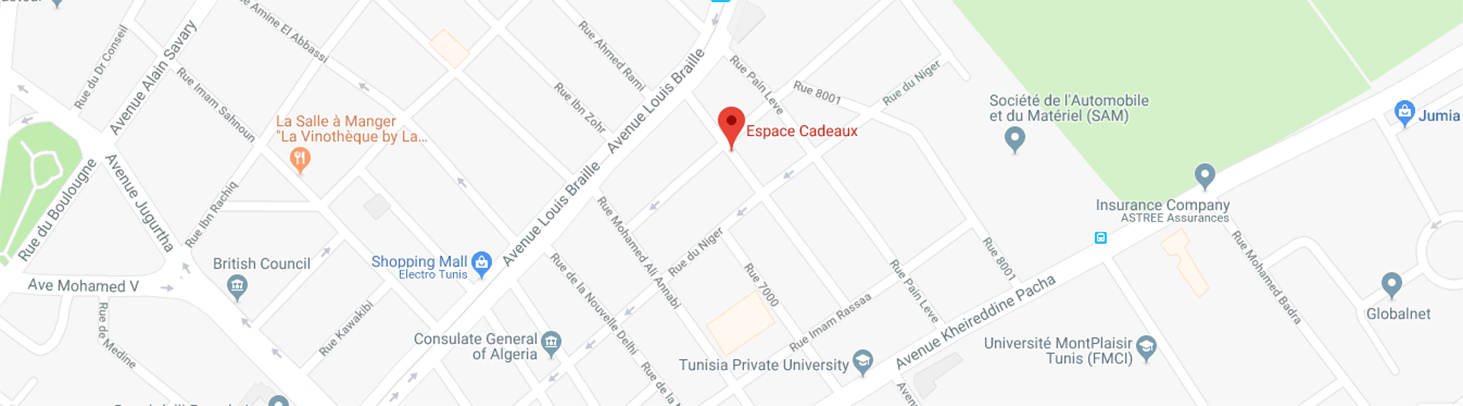 Rue du Dr Conseil
Avenue Alain Savary
Rue Amine El Abbassi
Rue Imam Sahnoun
La Salle à Manger
"La Vinothèque by La...
Rue Ahmed Rami
Rue Ibn Zohr
Avenue Louis Braille
Avenue Louis Braille
Rue Pain Leve
Rue 8001
Rue du Niger
Espace Cadeaux
Société de l'Automobile
et du Matériel (SAM)
Jumia
Rue du Boulougne
Avenue Jugurtha
Rue Ibn Rachiq
British Council
Shopping Mall
Electro Tunis
Rue Mohamed Ali Annabi
Rue du Niger
Insurance Company
ASTREE Assurances
Rue 8001
Rue Mohamed Badra
Ave Mohamed V
Rue de Medine
Rue Kawakibi
Consulate General
of Algeria
Rue de la Nouvelle Delhi
Rue de la
Rue 7000
Rue Imam Rassaa
Rue Pain Leve
Tunisia Private University
Avenue Kheireddine Pacha
Université MontPlaisir
Tunis (FMCI)
Globalnet